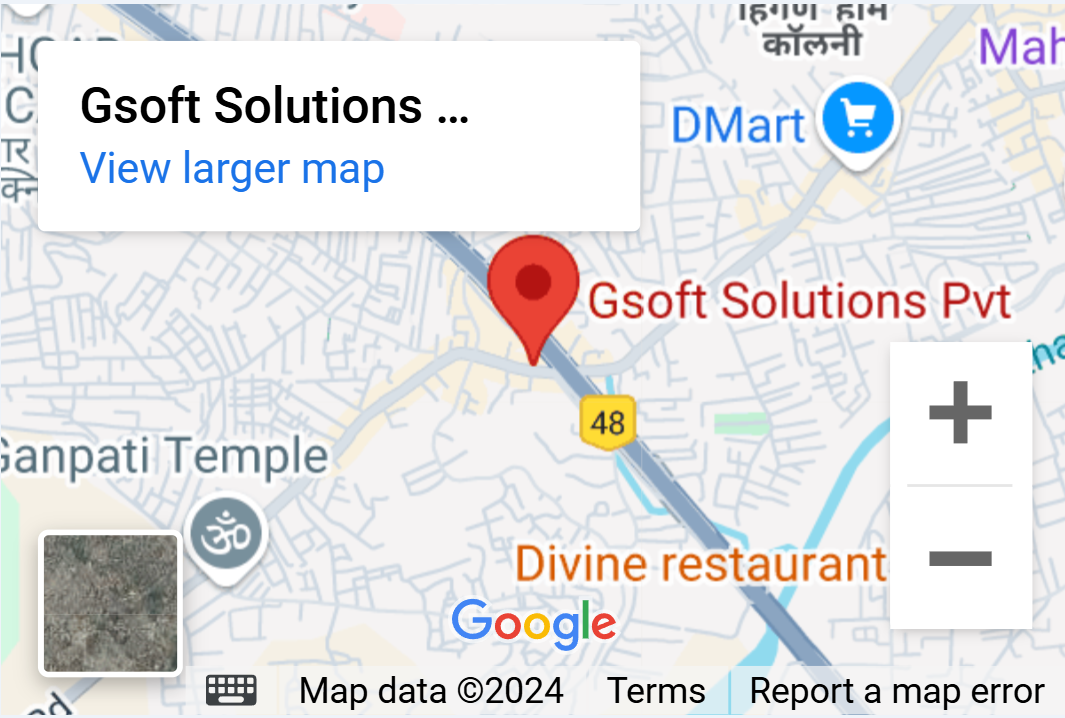 हिंगणे होम
कॉलनी
Gsoft Solutions ...
View larger map
DMart
Gsoft Solutions Pvt
48
Ganpati Temple
Divine restaurant
Google
Map data ©2024
Terms
Report a map error